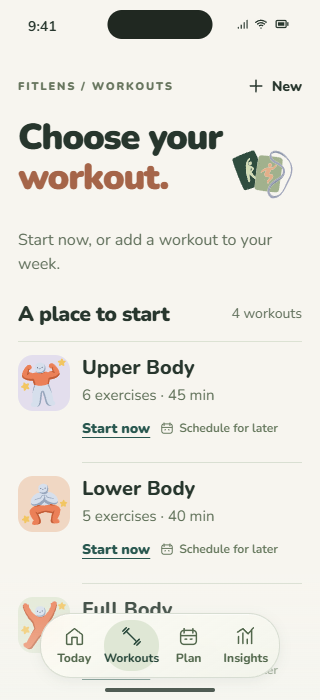 9:41
FITLENS / WORKOUTS
New
Choose your
workout.
Start now, or add a workout to your
week.
A place to start
4 workouts
Upper Body
6 exercises · 45 min
Start now
Schedule for later
Lower Body
5 exercises · 40 min
Start now
Schedule for later
Full Body
Today
Workouts
Plan
Insights